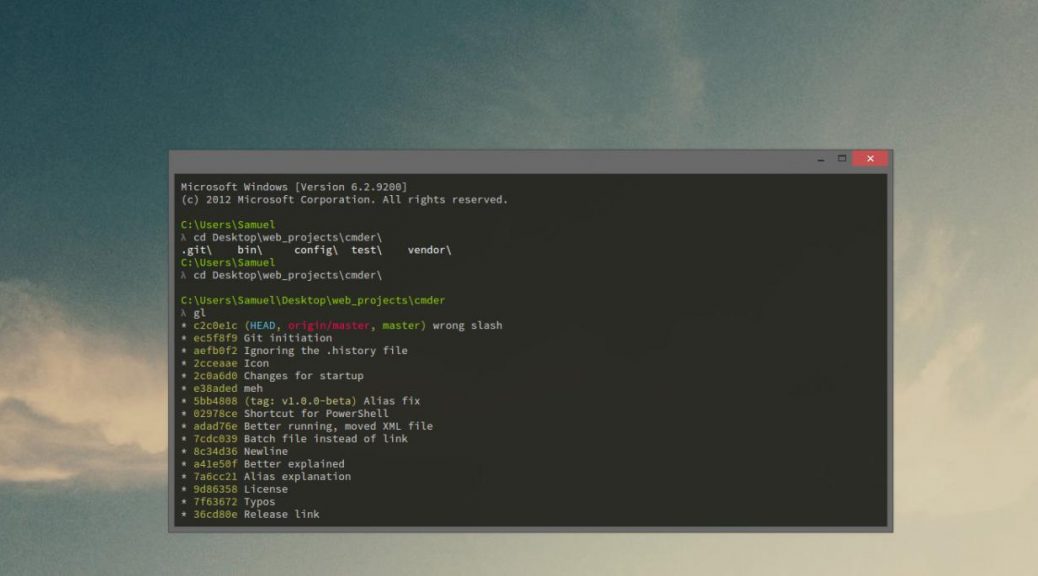 Microsoft Windows [Version 6.2.9200]
(c) 2012 Microsoft Corporation. All rights reserved.
C:\Users\Samuel
λ cd Desktop\web_projects\cmder\
.git\ bin\ config\ test\ vendor\
C:\Users\Samuel
λ cd Desktop\web_projects\cmder\
C:\Users\Samuel\Desktop\web_projects\cmder
λ gl
* c2c0e1c (HEAD, origin/master, master) wrong slash
* ec5f8f9 Git initiation
* aefb0f2 Ignoring the .history file
* 2cceaae Icon
* 2c0a6d0 Changes for startup
* e38aded meh
* 5bb4808 (tag: v1.0.0-beta) Alias fix
* 02978ce Shortcut for PowerShell
* adad76e Better running, moved XML file
* 7cdc039 Batch file instead of link
* 8c34d36 Newline
* a41e50f Better explained
* 7a6cc21 Alias explanation
* 9d86358 License
* 7f63672 Typos
* 36cd80e Release link